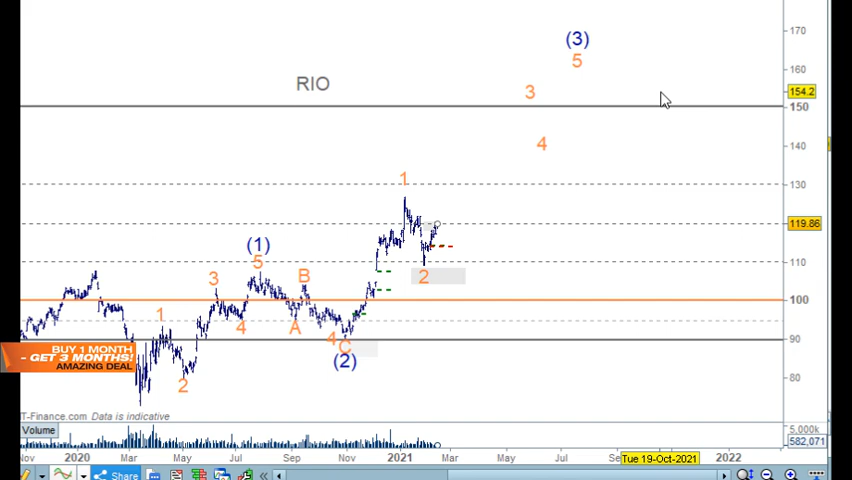 170
(3)
160
5
RIO
3
154.2
150
4
140
1
130
119.86
(1)
110
5
B
3
2
100
1
4
A
4
C
90
(2)
BUY 1 MONTH
- GET 3 MONTHS!
AMAZING DEAL
2
80
T-Finance.com Data is indicative
Volume
5,000k
582,071
Nov
2020
Mar
May
Jul
Sep
Nov
2021
Mar
May
Jul
Tue 19-Oct-2021
2022
Share